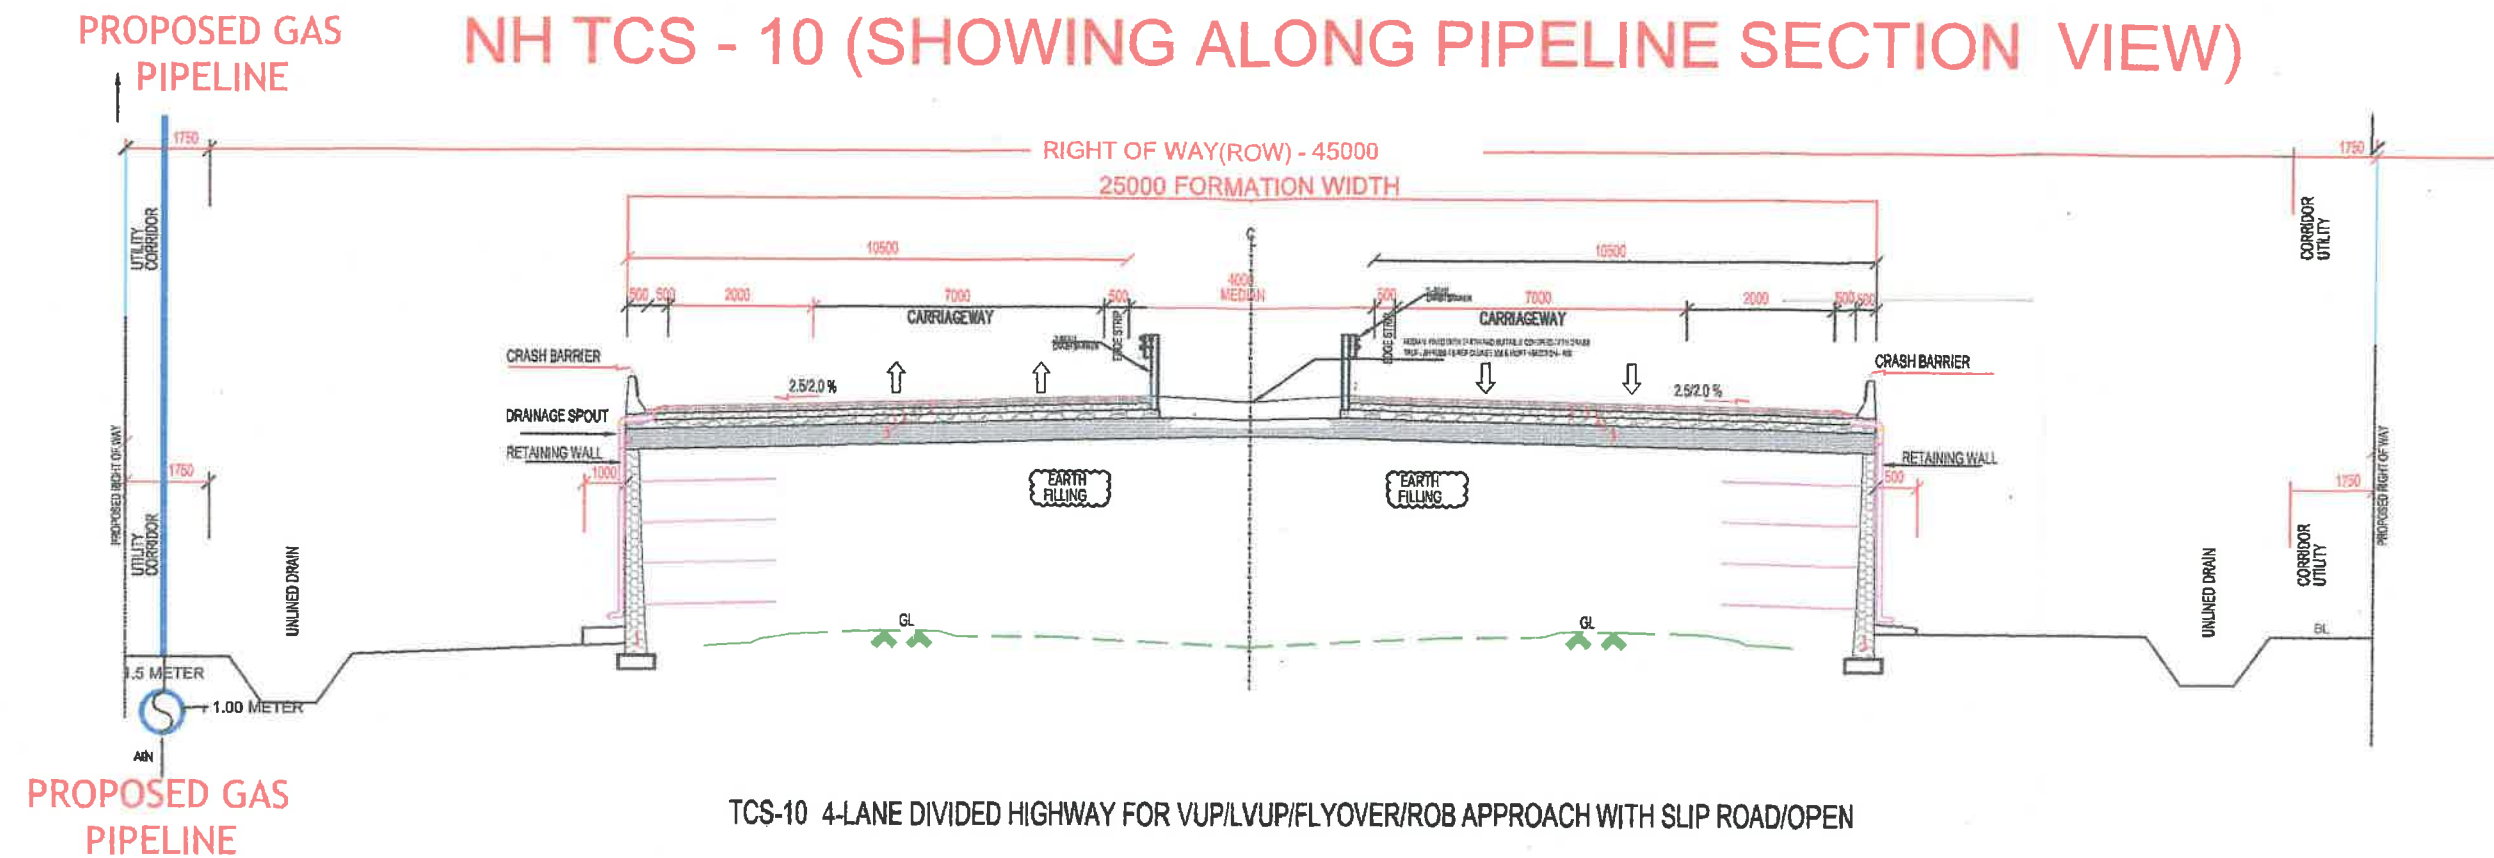 PROPOSED GAS
PIPELINE
NH TCS - 10 (SHOWING ALONG PIPELINE SECTION VIEW)
1750
RIGHT OF WAY(ROW) - 45000
1750
25000 FORMATION WIDTH
UTILITY
CORRIDOR
CORRIDOR
UTILITY
10500
10500
500
500
2000
7000
500
4000
MEDIAN
500
7000
2000
500
500
CARRIAGEWAY
CARRIAGEWAY
EDGE STRIP
EDGE STRIP
CRASH BARRIER
CRASH BARRIER
2.5/2.0 %
2.5/2.0 %
DRAINAGE SPOUT
RETAINING WALL
RETAINING WALL
PROPOSED RIGHT OF WAY
PROPOSED RIGHT OF WAY
1750
1000
EARTH
FILLING
EARTH
FILLING
500
1750
UTILITY
CORRIDOR
CORRIDOR
UTILITY
UNLINED DRAIN
UNLINED DRAIN
GL
GL
1.5 METER
1.00 METER
PROPOSED GAS
PIPELINE
TCS-10 4-LANE DIVIDED HIGHWAY FOR VUP/LVUP/FLYOVER/ROB APPROACH WITH SLIP ROAD/OPEN